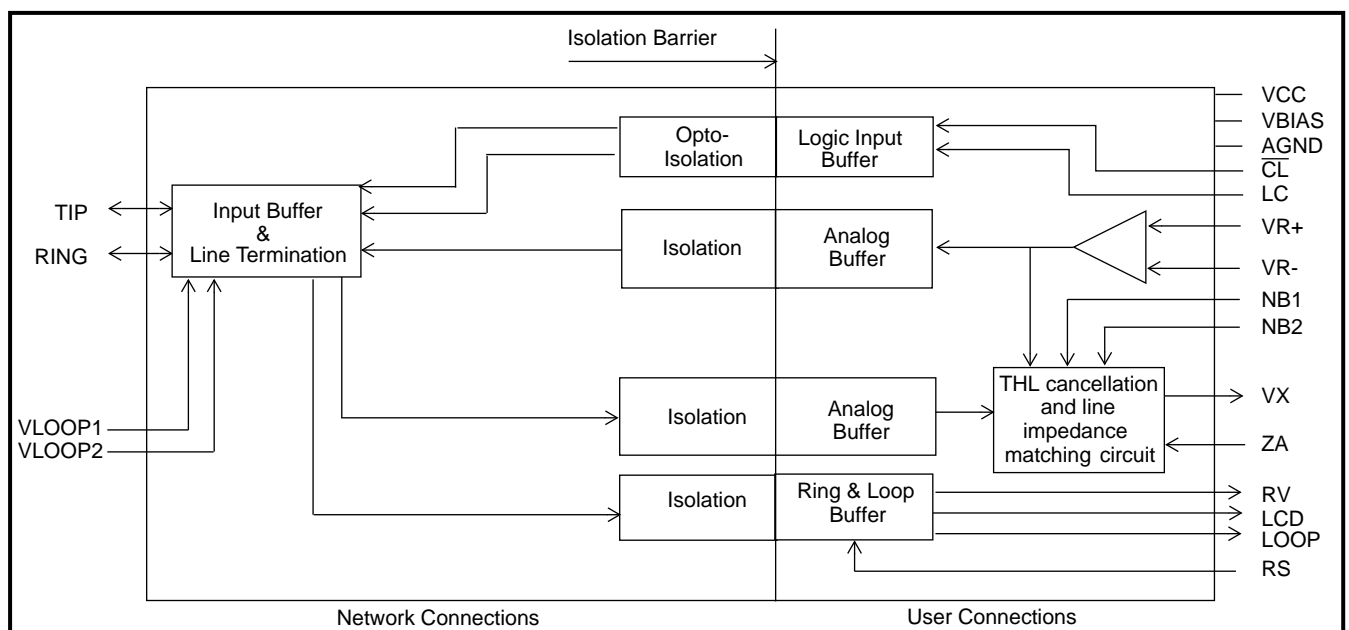 Isolation Barrier
VCC
VBIAS
AGND
CL
LC
Opto-
Isolation
Logic Input
Buffer
TIP
RING
Input Buffer
&
Line Termination
Isolation
Analog
Buffer
VR+
VR-
NB1
NB2
VLOOP1
VLOOP2
Isolation
Analog
Buffer
THL cancellation
and line
impedance
matching circuit
VX
ZA
Isolation
Ring & Loop
Buffer
RV
LCD
LOOP
RS
Network Connections
User Connections